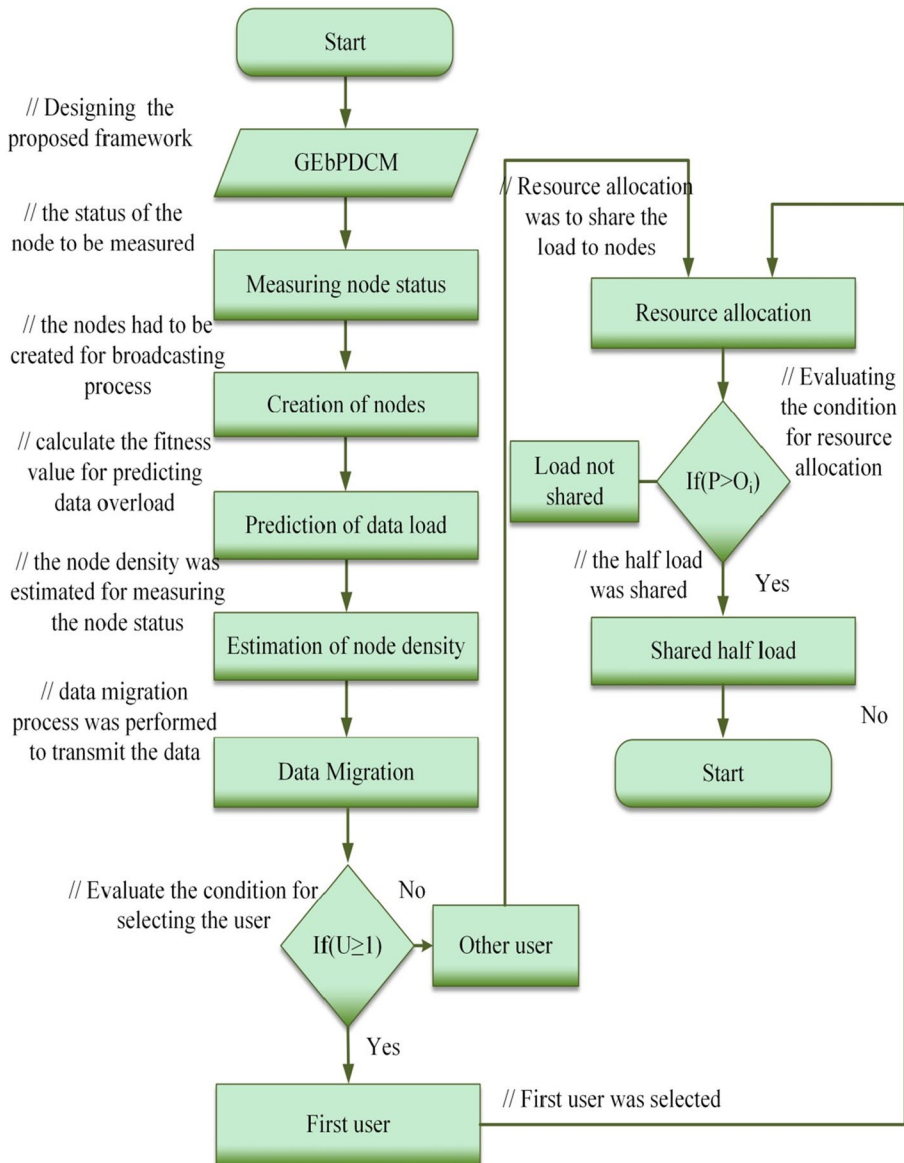 Start
// Designing the
proposed framework
GEbPDCM
// the status of the
node to be measured
Measuring node status
// the nodes had to be
created for broadcasting
process
Creation of nodes
// calculate the fitness
value for predicting
data overload
Prediction of data load
// the node density was
estimated for measuring
the node status
Estimation of node density
// data migration
process was performed
to transmit the data
Data Migration
// Evaluate the condition for
selecting the user
If(U≥1)
No
Other user
Yes
First user
// First user was selected
// Resource allocation
was to share the
load to nodes
Resource allocation
// Evaluating
the condition
for resource
allocation
If(P>Oᵢ)
Load not
shared
// the half load
was shared
Yes
Shared half load
No
Start